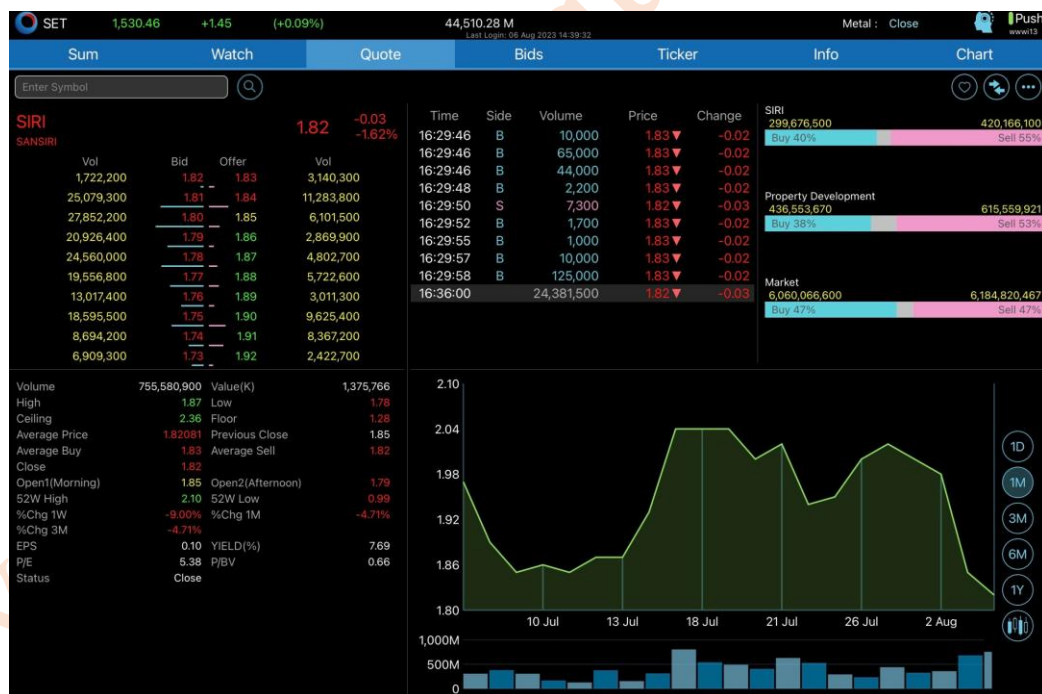 SET 1,530.46 +1.45 (+0.09%) 44,510.28 M Metal : Close Push
Last Login: 06 Aug 2023 14:39:32 wwwi13
Sum Watch Quote Bids Ticker Info Chart
Enter Symbol
SIRI 1.82 -0.03
SANSIRI -1.62%
Vol Bid Offer Vol
1,722,200 1.82 1.83 3,140,300
25,079,300 1.81 1.84 11,283,800
27,852,200 1.80 1.85 6,101,500
20,926,400 1.79 1.86 2,869,900
24,560,000 1.78 1.87 4,802,700
19,556,800 1.77 1.88 5,722,600
13,017,400 1.76 1.89 3,011,300
18,595,500 1.75 1.90 9,625,400
8,694,200 1.74 1.91 8,367,200
6,909,300 1.73 1.92 2,422,700
Time Side Volume Price Change
16:29:46 B 10,000 1.83▼ -0.02
16:29:46 B 65,000 1.83▼ -0.02
16:29:46 B 44,000 1.83▼ -0.02
16:29:48 B 2,200 1.83▼ -0.02
16:29:50 S 7,300 1.82▼ -0.03
16:29:52 B 1,700 1.83▼ -0.02
16:29:55 B 1,000 1.83▼ -0.02
16:29:57 B 10,000 1.83▼ -0.02
16:29:58 B 125,000 1.83▼ -0.02
16:36:00 24,381,500 1.82▼ -0.03
SIRI
299,676,500 420,166,100
Buy 40% Sell 55%
Property Development
436,553,670 615,559,921
Buy 38% Sell 53%
Market
6,060,066,600 6,184,820,467
Buy 47% Sell 47%
Volume 755,580,900 Value(K) 1,375,766
High 1.87 Low 1.78
Ceiling 2.36 Floor 1.28
Average Price 1.82081 Previous Close 1.85
Average Buy 1.83 Average Sell 1.82
Close 1.82
Open1(Morning) 1.85 Open2(Afternoon) 1.79
52W High 2.10 52W Low 0.99
%Chg 1W -9.00% %Chg 1M -4.71%
%Chg 3M -4.71%
EPS 0.10 YIELD(%) 7.69
P/E 5.38 P/BV 0.66
Status Close
2.10
2.04
1.98
1.92
1.86
1.80
10 Jul 13 Jul 18 Jul 21 Jul 26 Jul 2 Aug
1,000M
500M
0
1D
1M
3M
6M
1Y